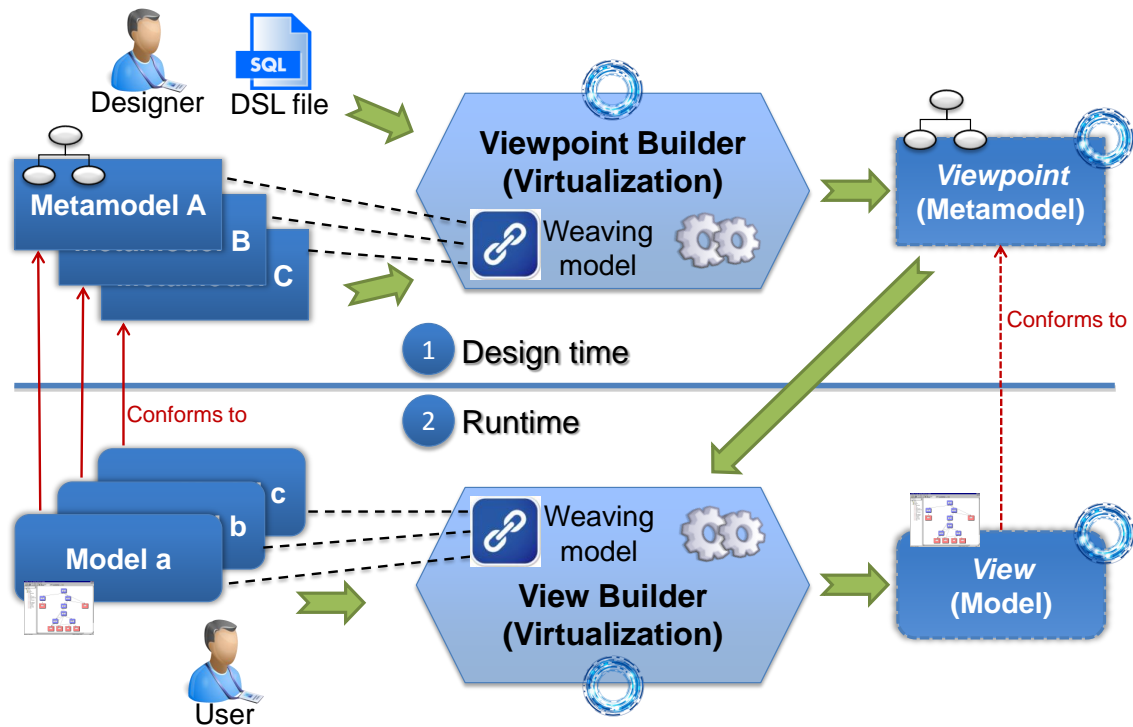 SQL
Designer
DSL file
Viewpoint Builder
(Virtualization)
Weaving
model
Viewpoint
(Metamodel)
Metamodel A
B
C
Conforms to
1
Design time
2
Runtime
Conforms to
c
b
Model a
Weaving
model
View Builder
(Virtualization)
View
(Model)
User